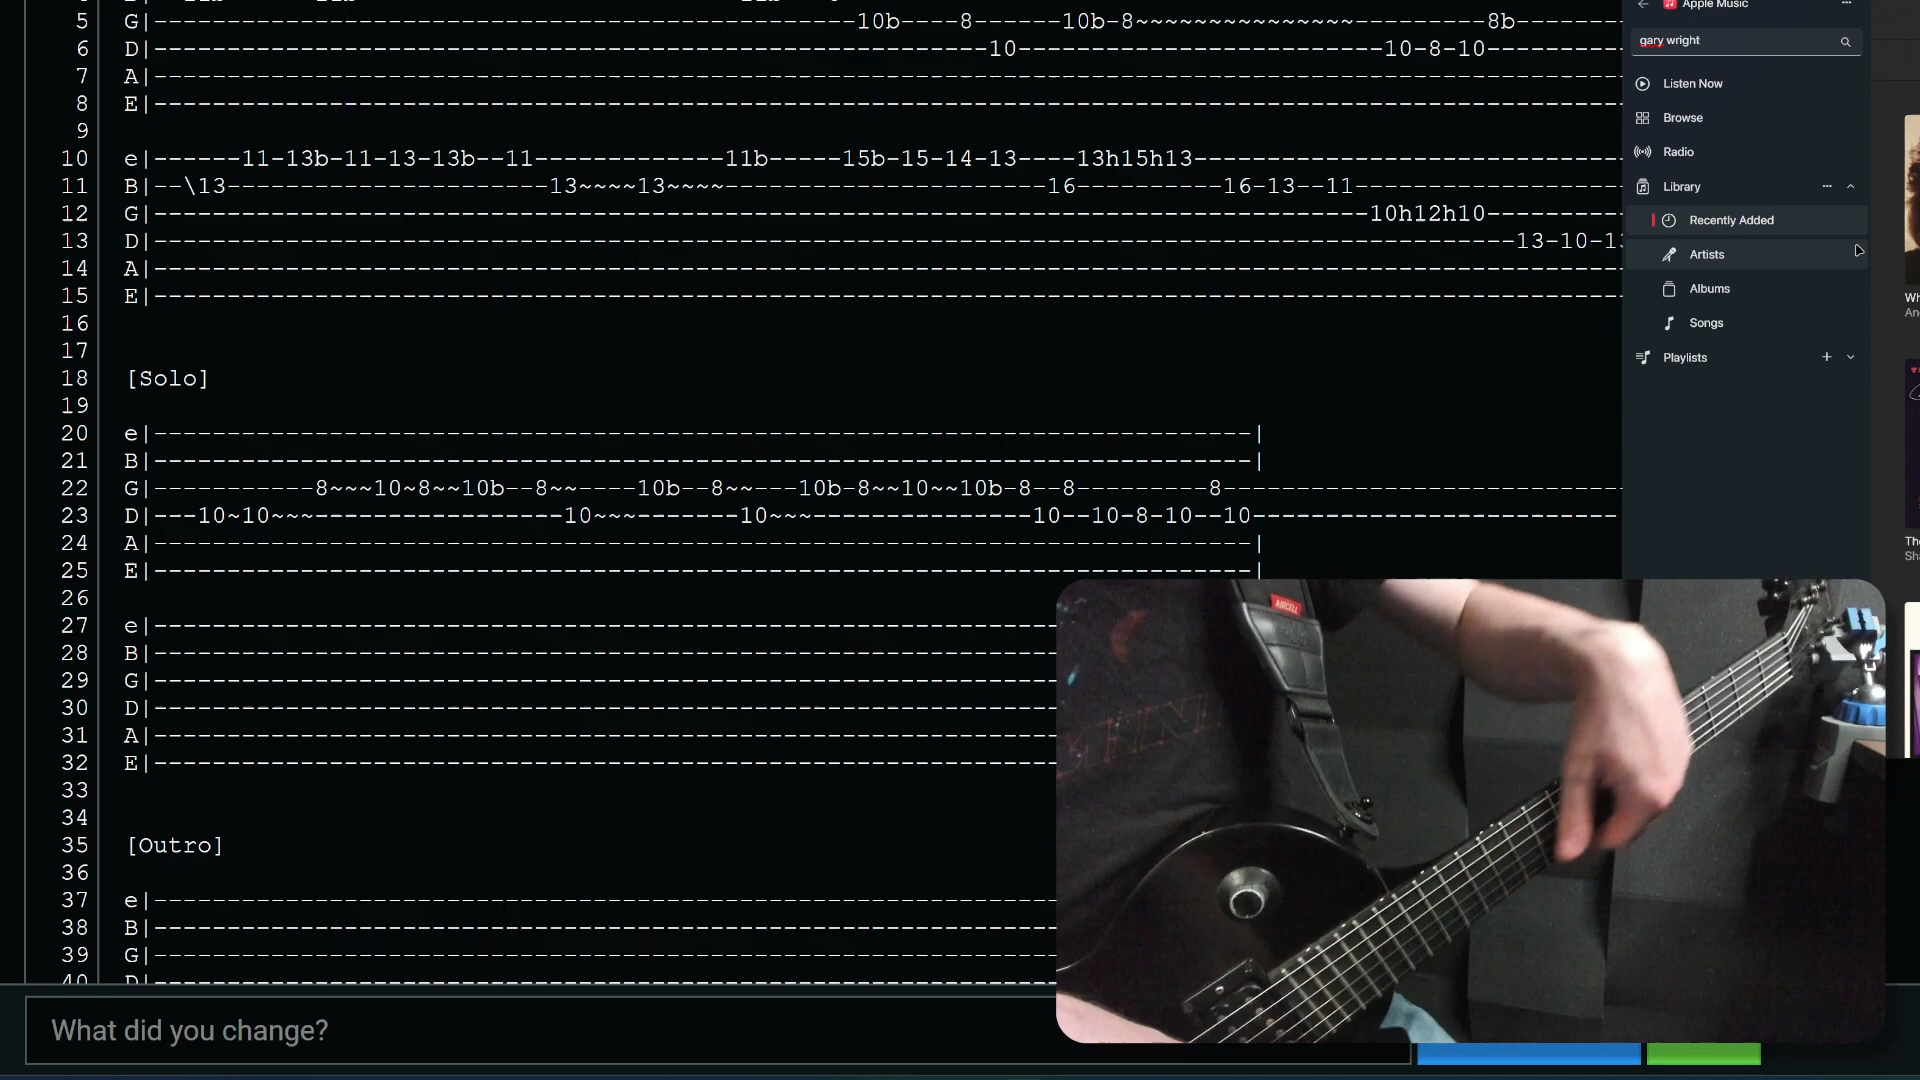 5 G|------------------------------------------------10b----8------10b-8~~~~~~~~~~~~~~~---------8b-------
6 D|---------------------------------------------------------10--------------------------10-8-10---------
7 A|-----------------------------------------------------------------------------------------------------
8 E|-----------------------------------------------------------------------------------------------------
9
10 e|------11-13b-11-13-13b--11-------------11b-----15b-15-14-13----13h15h13------------------------------
11 B|--\13----------------------13~~~~13~~~~----------------------16----------16-13--11------------------
12 G|-----------------------------------------------------------------------------------10h12h10---------
13 D|---------------------------------------------------------------------------------------------13-10-13
14 A|-----------------------------------------------------------------------------------------------------
15 E|-----------------------------------------------------------------------------------------------------
16
17
18 [Solo]
19
20 e|---------------------------------------------------------------------------|
21 B|---------------------------------------------------------------------------|
22 G|-----------8~~~10~8~~10b--8~~----10b--8~~---10b-8~~10~~10b-8--8---------8---------------------------
23 D|---10~10~~~-----------------10~~~-------10~~~---------------10--10-8-10--10-------------------------
24 A|---------------------------------------------------------------------------|
25 E|---------------------------------------------------------------------------|
26
27 e|--------------------------------------------------------------
28 B|--------------------------------------------------------------
29 G|--------------------------------------------------------------
30 D|--------------------------------------------------------------
31 A|--------------------------------------------------------------
32 E|--------------------------------------------------------------
33
34
35 [Outro]
36
37 e|--------------------------------------------------------------
38 B|--------------------------------------------------------------
39 G|--------------------------------------------------------------
40 D|--------------------------------------------------------------
What did you change?
Apple Music
gary wright
Listen Now
Browse
Radio
Library
Recently Added
Artists
Albums
Songs
Playlists
AIRCELL